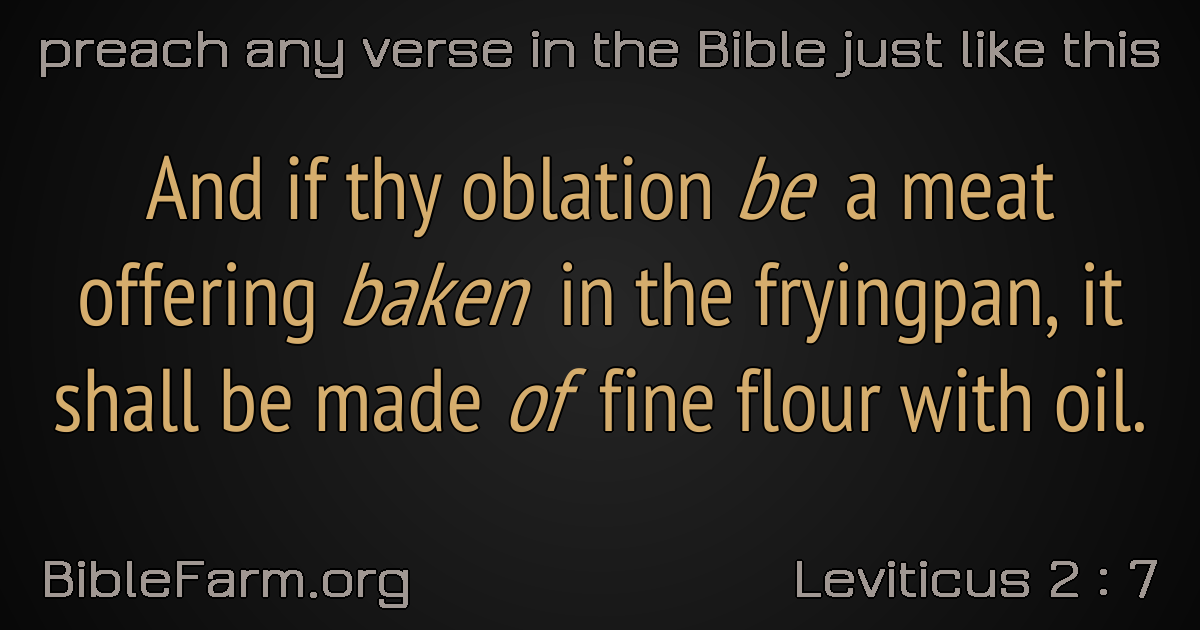 preach any verse in the Bible just like this
And if thy oblation be a meat
offering baken in the fryingpan, it
shall be made of fine flour with oil.
BibleFarm.org
Leviticus 2 : 7